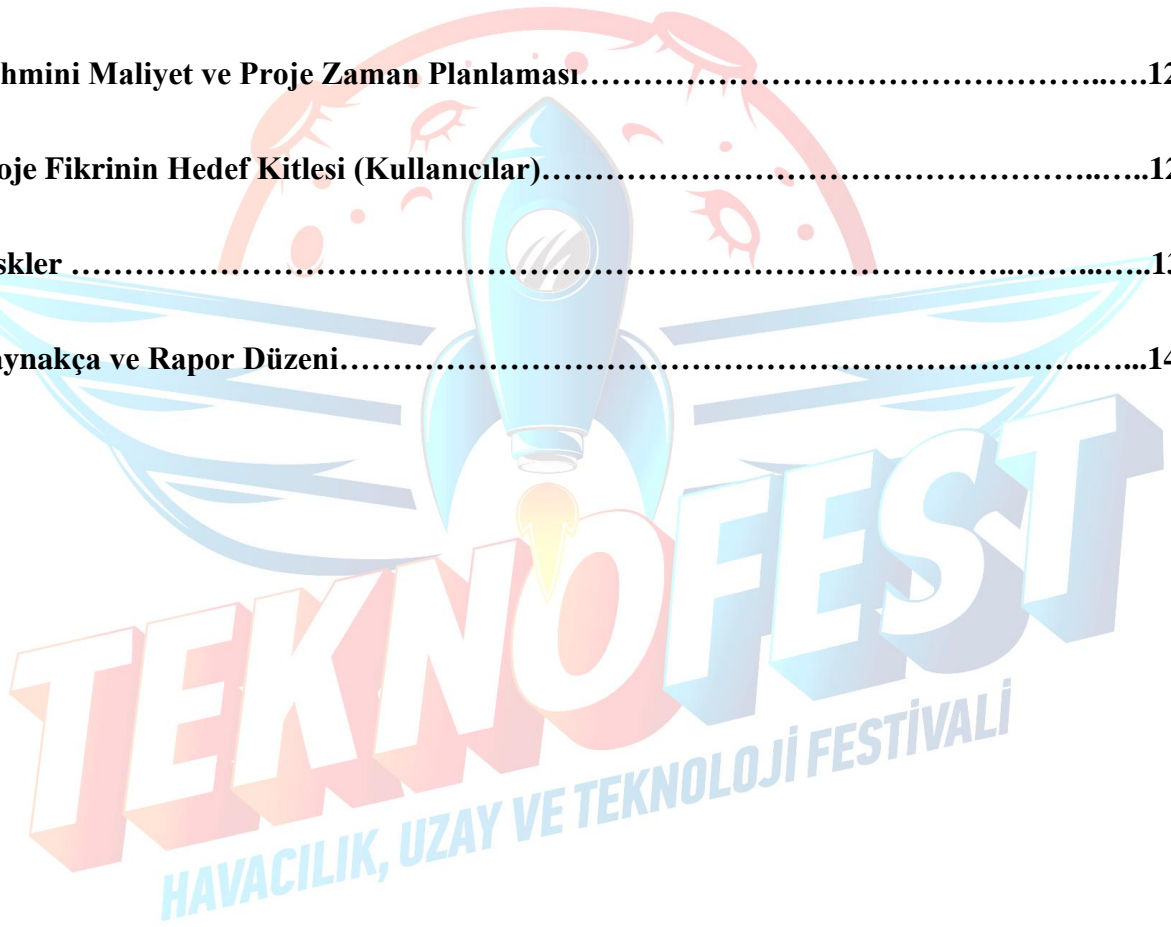 hmini Maliyet ve Proje Zaman Planlaması…………………………………………..….12
oje Fikrinin Hedef Kitlesi (Kullanıcılar)……………………………………………..…..12
skler ……………………………………………………………………………..……...…..13
aynakça ve Rapor Düzeni……………………………………………………………..…...14
TEKNOFEST
HAVACILIK, UZAY VE TEKNOLOJİ FESTİVALİ